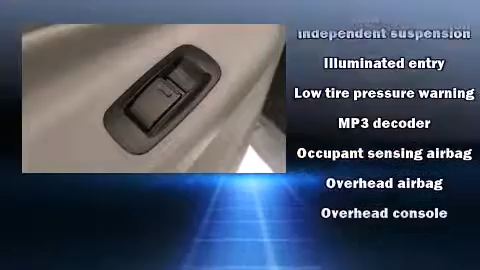 Independent suspension
Illuminated entry
Low tire pressure warning
MP3 decoder
Occupant sensing airbag
Overhead airbag
Overhead console